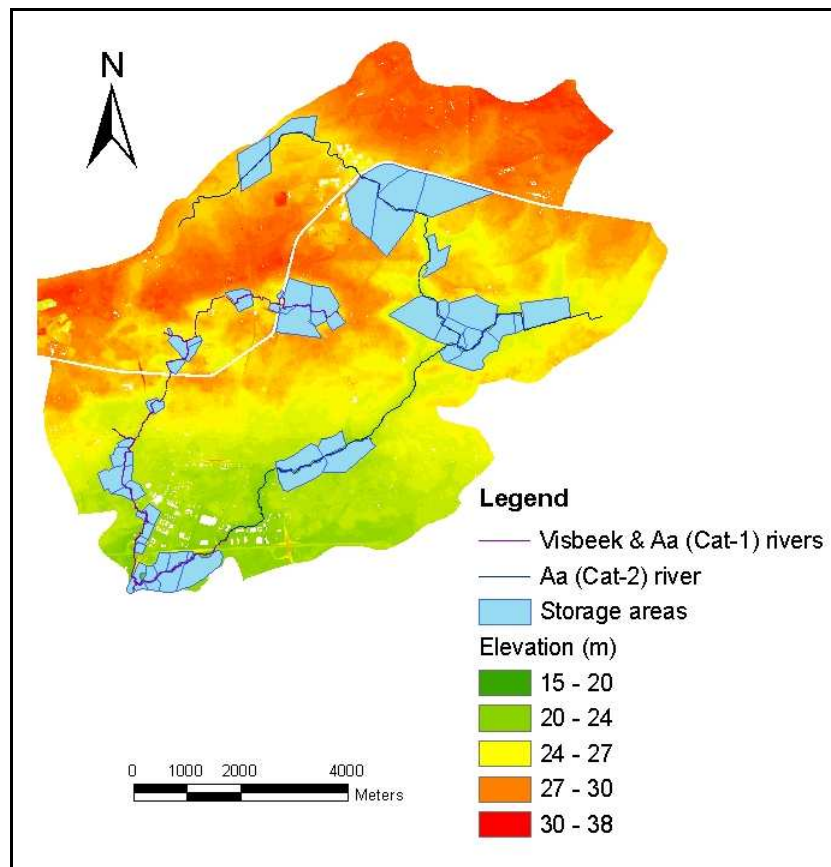 N
Legend
Visbeek & Aa (Cat-1) rivers
Aa (Cat-2) river
Storage areas
Elevation (m)
15 - 20
20 - 24
24 - 27
27 - 30
30 - 38
0 1000 2000 4000
Meters